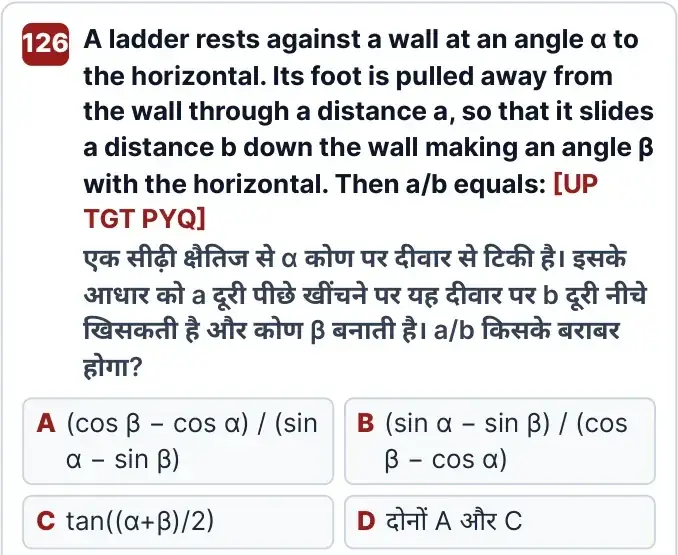 126 A ladder rests against a wall at an angle α to
the horizontal. Its foot is pulled away from
the wall through a distance a, so that it slides
a distance b down the wall making an angle β
with the horizontal. Then a/b equals: [UP
TGT PYQ]
एक सीढ़ी क्षैतिज से α कोण पर दीवार से टिकी है। इसके
आधार को a दूरी पीछे खींचने पर यह दीवार पर b दूरी नीचे
खिसकती है और कोण β बनाती है। a/b किसके बराबर
होगा?
A (cos β − cos α) / (sin
α − sin β)
B (sin α − sin β) / (cos
β − cos α)
C tan((α+β)/2)
D दोनों A और C